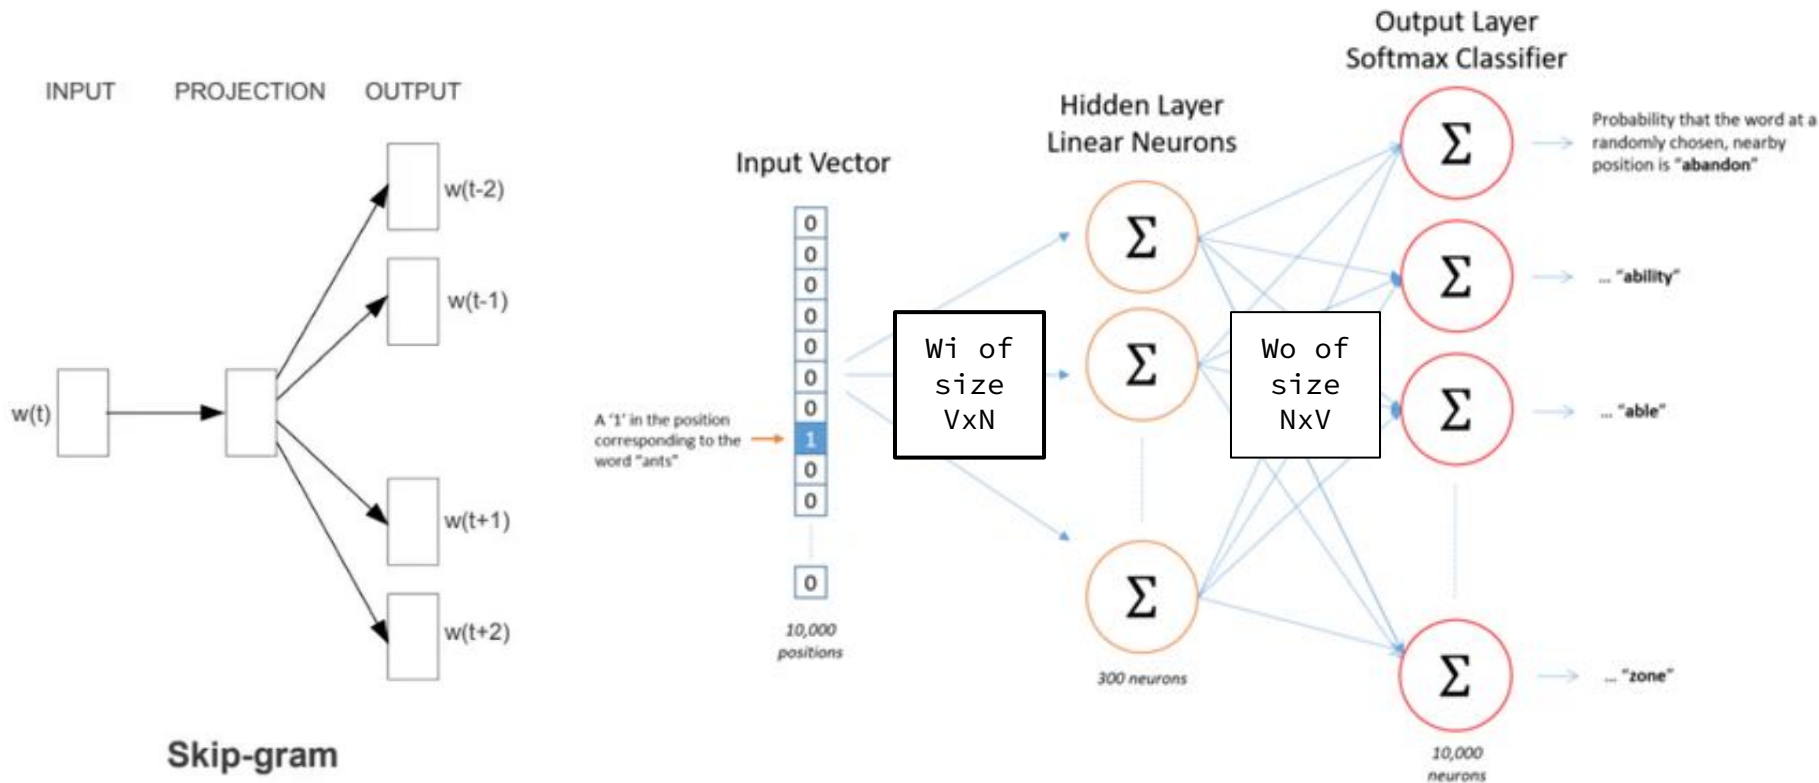 INPUT PROJECTION OUTPUT
w(t-2)
w(t-1)
w(t)
w(t+1)
w(t+2)
Skip-gram
Input Vector
0
0
0
0
0
0
0
1
0
0
0
A '1' in the position
corresponding to the
word "ants"
10,000
positions
Wi of
size
VxN
Hidden Layer
Linear Neurons
Σ
Σ
Σ
300 neurons
Wo of
size
NxV
Output Layer
Softmax Classifier
Σ
Σ
Σ
Σ
10,000
neurons
Probability that the word at a
randomly chosen, nearby
position is "abandon"
... "ability"
... "able"
... "zone"